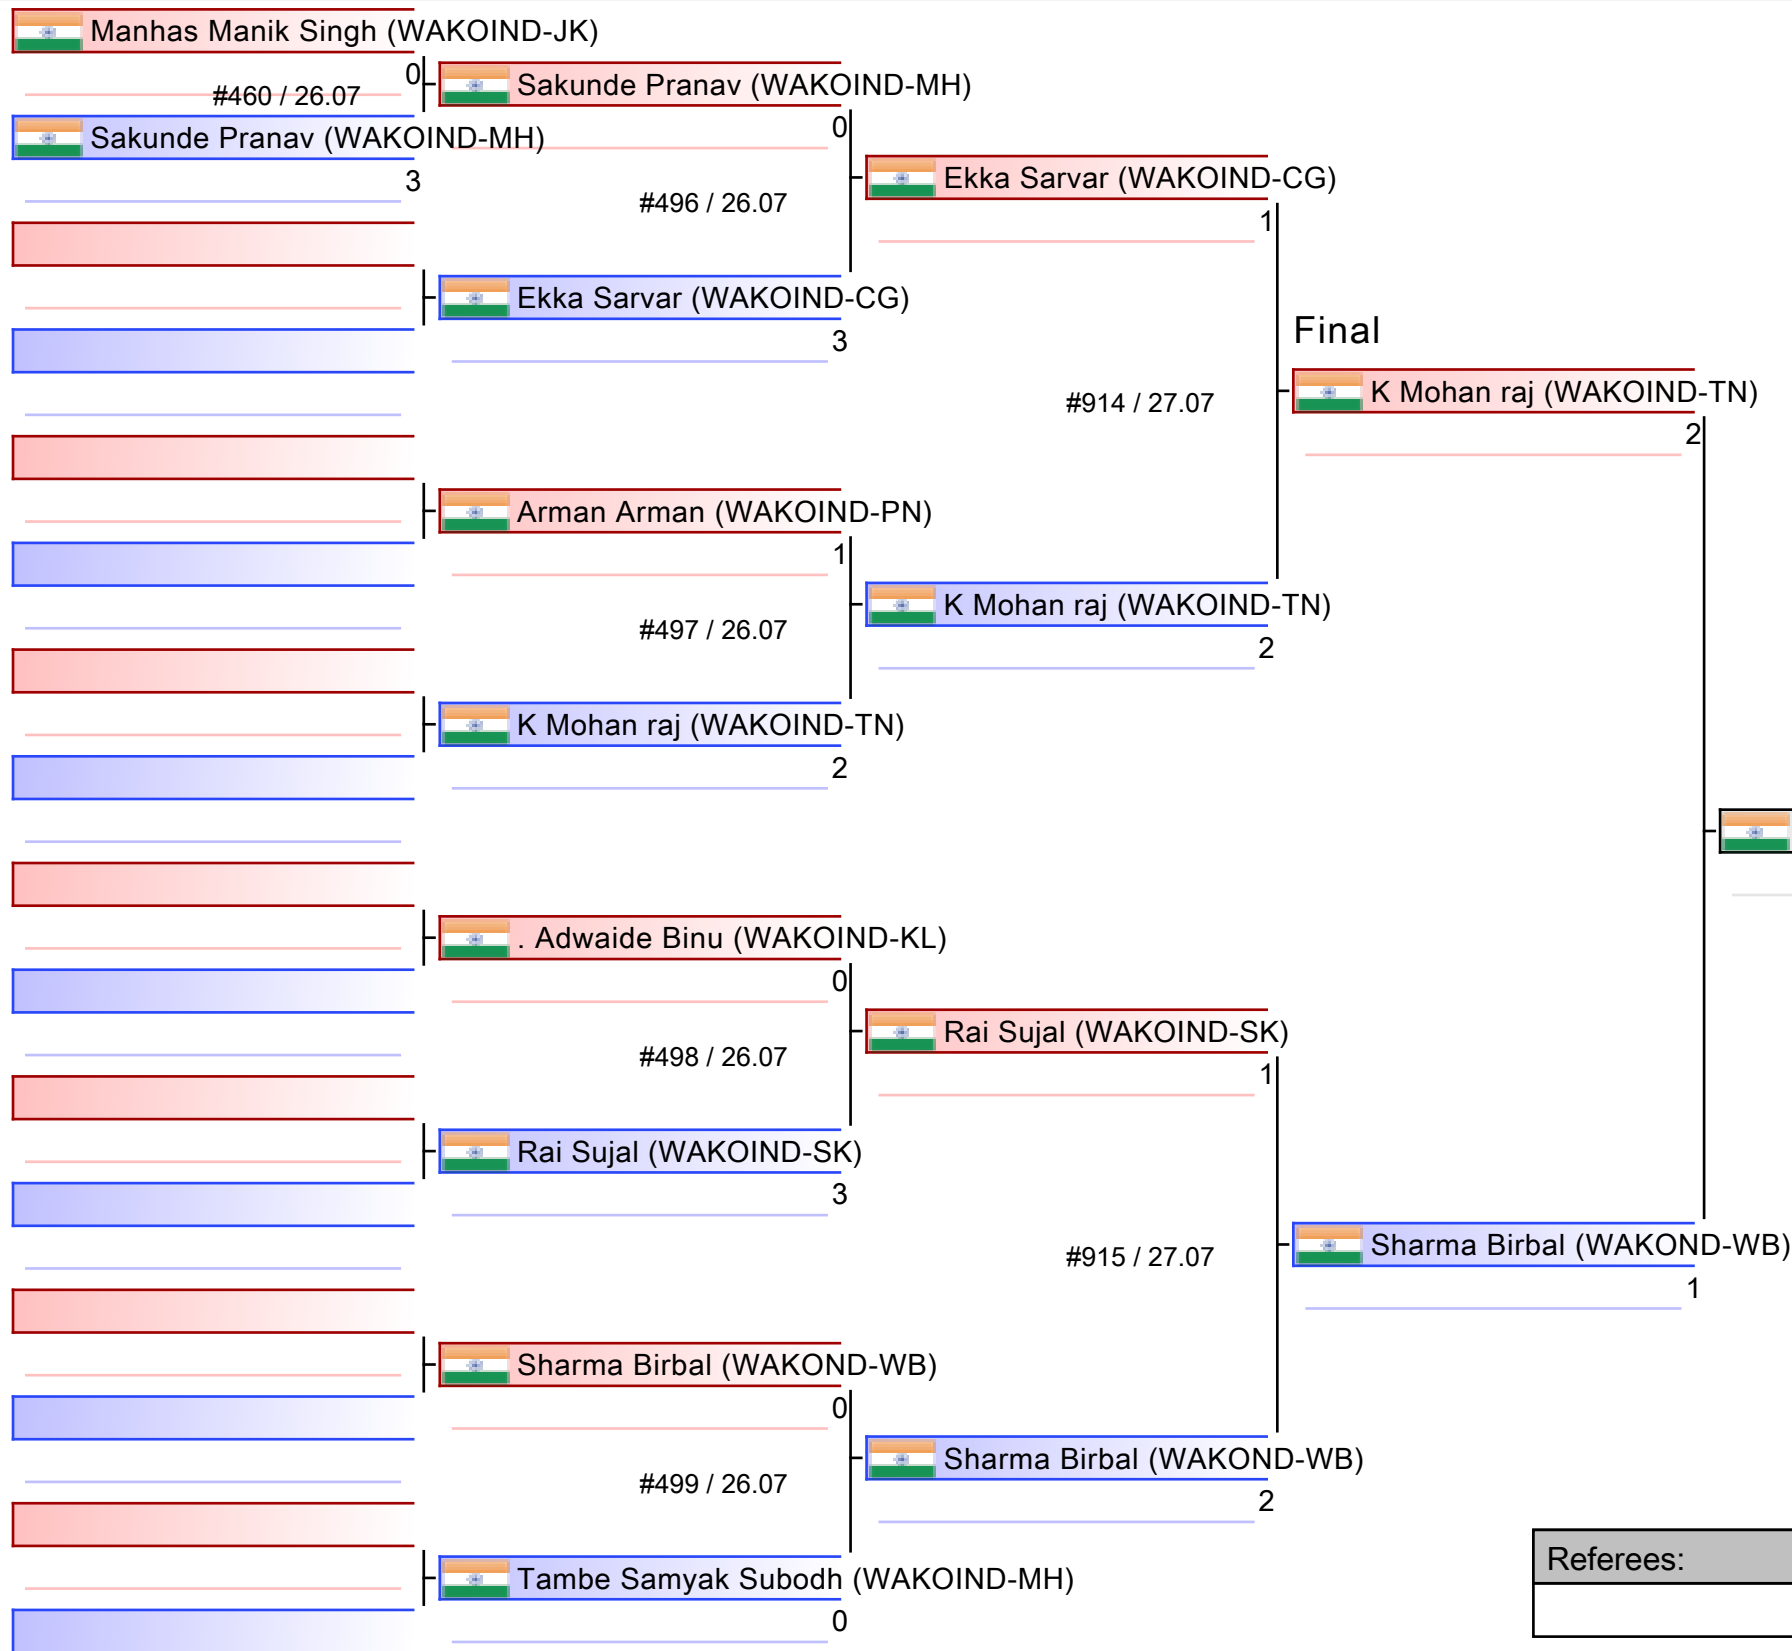 Manhas Manik Singh (WAKOIND-JK)
0
#460 / 26.07
Sakunde Pranav (WAKOIND-MH)
3
Sakunde Pranav (WAKOIND-MH)
0
#496 / 26.07
Ekka Sarvar (WAKOIND-CG)
3
Arman Arman (WAKOIND-PN)
1
#497 / 26.07
K Mohan raj (WAKOIND-TN)
2
. Adwaide Binu (WAKOIND-KL)
0
#498 / 26.07
Rai Sujal (WAKOIND-SK)
3
Sharma Birbal (WAKOND-WB)
0
#499 / 26.07
Tambe Samyak Subodh (WAKOIND-MH)
0
Ekka Sarvar (WAKOIND-CG)
1
#914 / 27.07
K Mohan raj (WAKOIND-TN)
2
Rai Sujal (WAKOIND-SK)
1
#915 / 27.07
Sharma Birbal (WAKOND-WB)
2
Final
K Mohan raj (WAKOIND-TN)
2
Sharma Birbal (WAKOND-WB)
1
Referees: